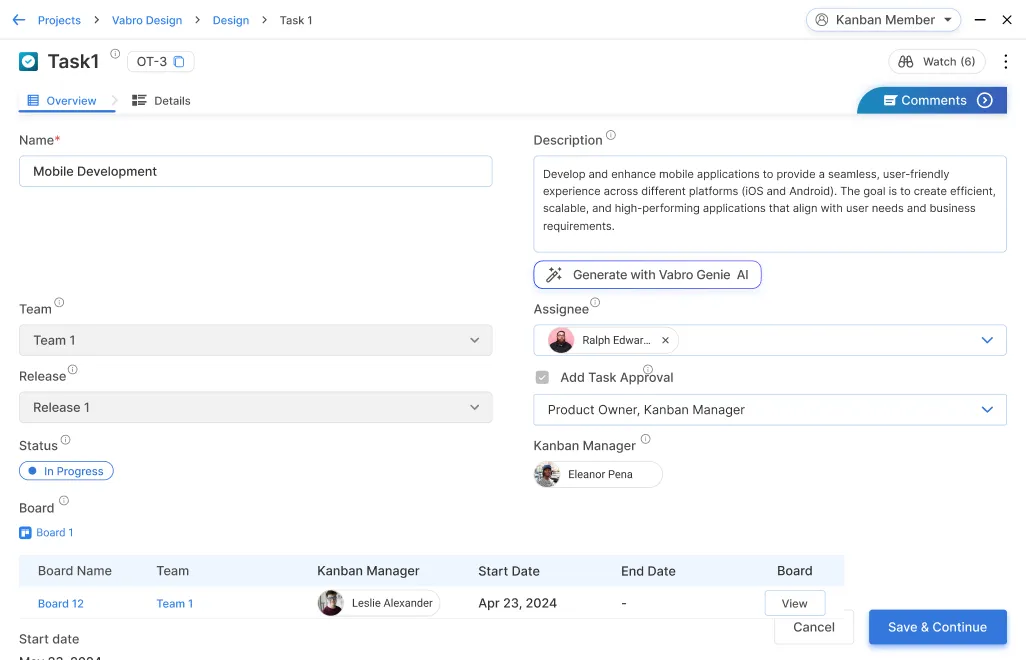 Projects > Vabro Design > Design > Task 1
Kanban Member
Task1
OT-3
Watch (6)
Overview
Details
Comments
Name*
Mobile Development
Description
Develop and enhance mobile applications to provide a seamless, user-friendly
experience across different platforms (iOS and Android). The goal is to create efficient,
scalable, and high-performing applications that align with user needs and business
requirements.
Generate with Vabro Genie AI
Team
Team 1
Assignee
Ralph Edwar...
Release
Release 1
Add Task Approval
Product Owner, Kanban Manager
Status
In Progress
Kanban Manager
Eleanor Pena
Board
Board 1
Board Name Team Kanban Manager Start Date End Date Board
Board 12 Team 1 Leslie Alexander Apr 23, 2024 - View
Cancel
Save & Continue
Start date